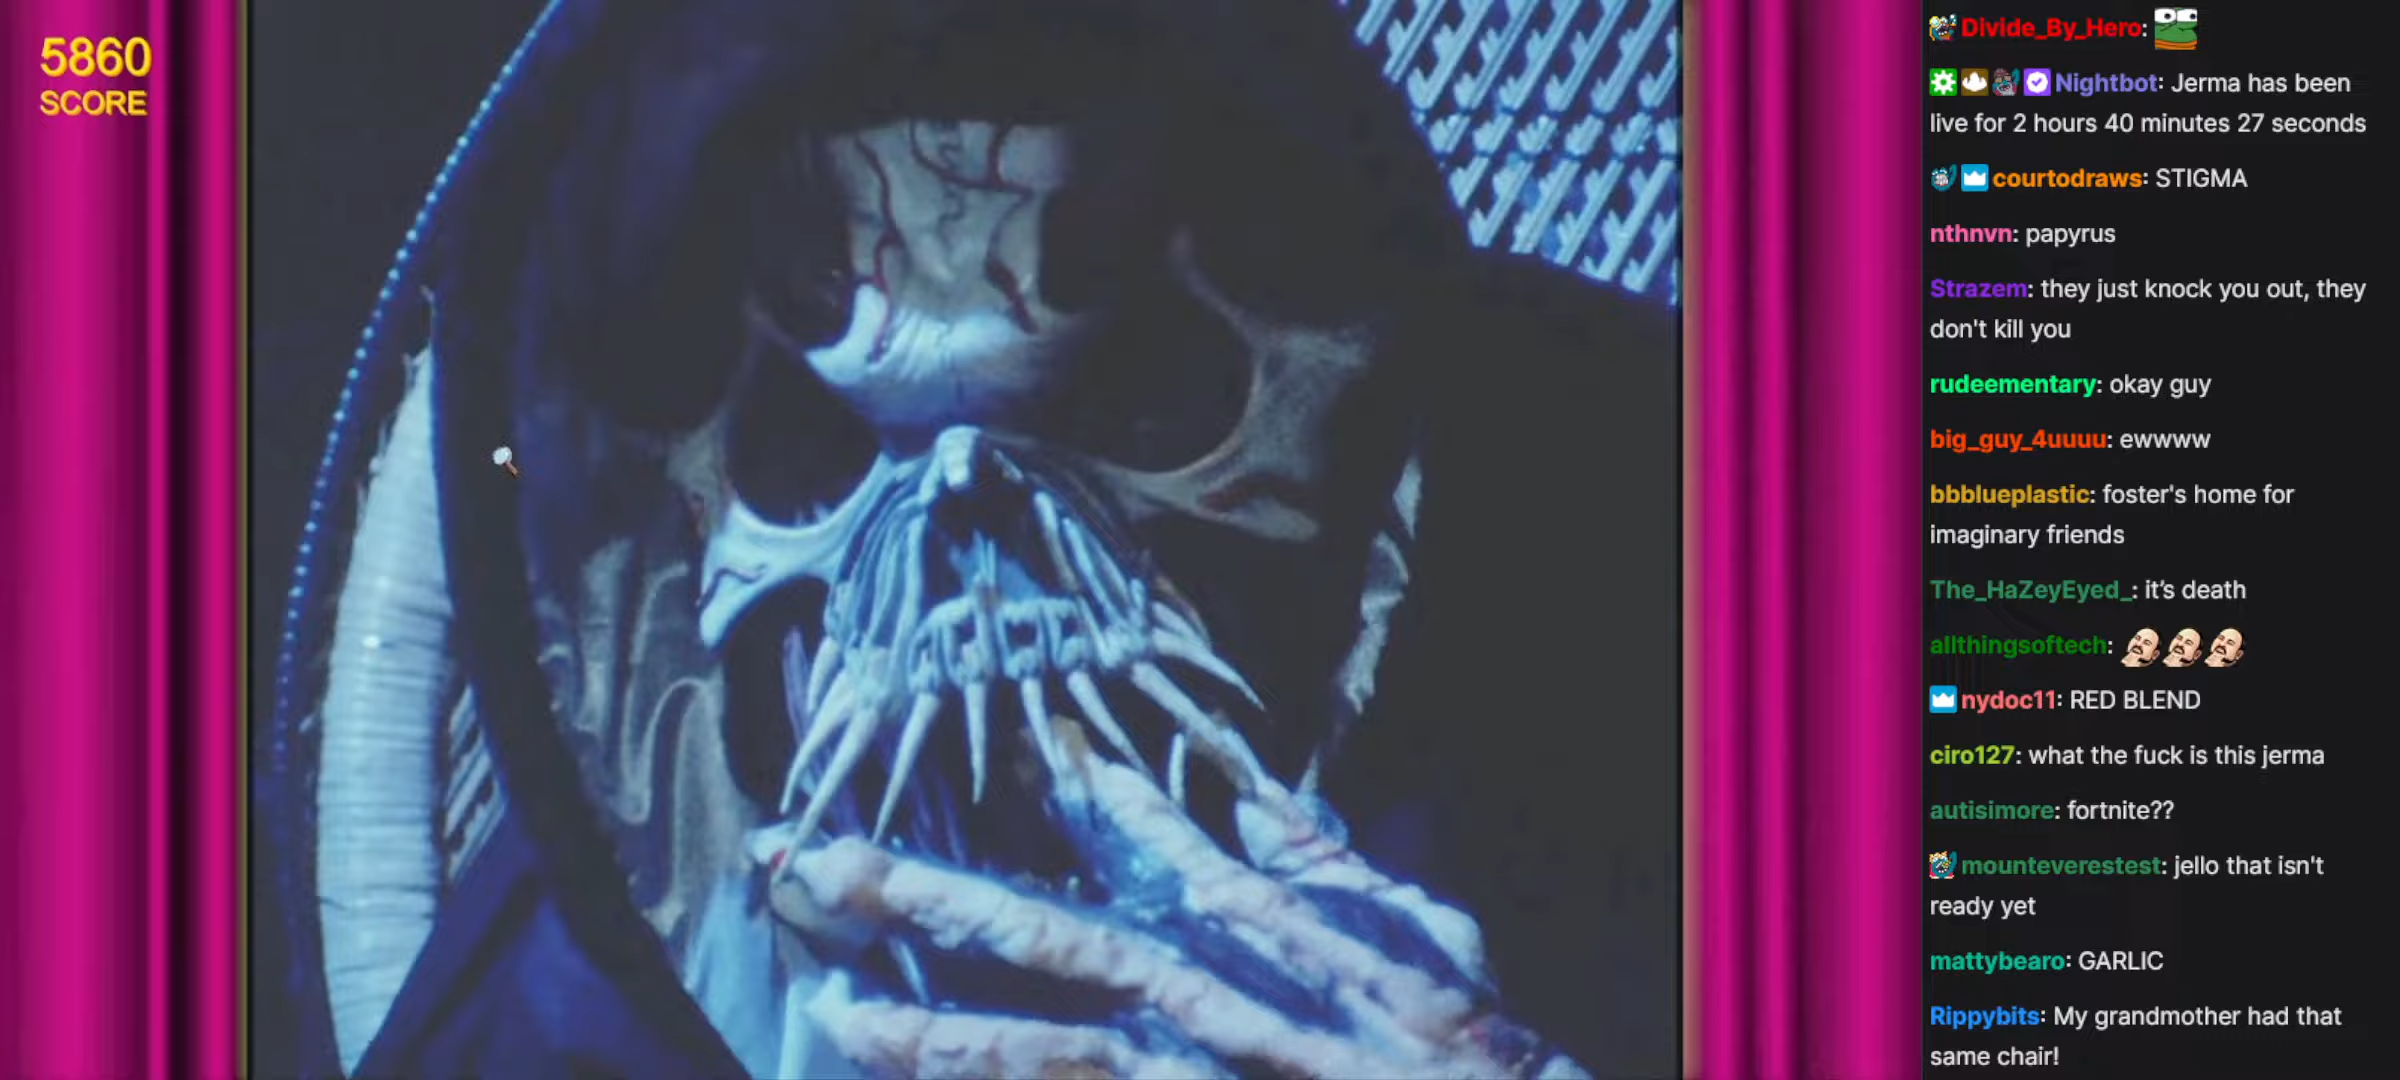 5860
SCORE
Divide_By_Hero:
Nightbot: Jerma has been
live for 2 hours 40 minutes 27 seconds
courtodraws: STIGMA
nthnvn: papyrus
Strazem: they just knock you out, they
don't kill you
rudeementary: okay guy
big_guy_4uuuu: ewwww
bbblueplastic: foster's home for
imaginary friends
The_HaZeyEyed_: it’s death
allthingsoftech:
nydoc11: RED BLEND
ciro127: what the fuck is this jerma
autisimore: fortnite??
mounteverestest: jello that isn't
ready yet
mattybearo: GARLIC
Rippybits: My grandmother had that
same chair!